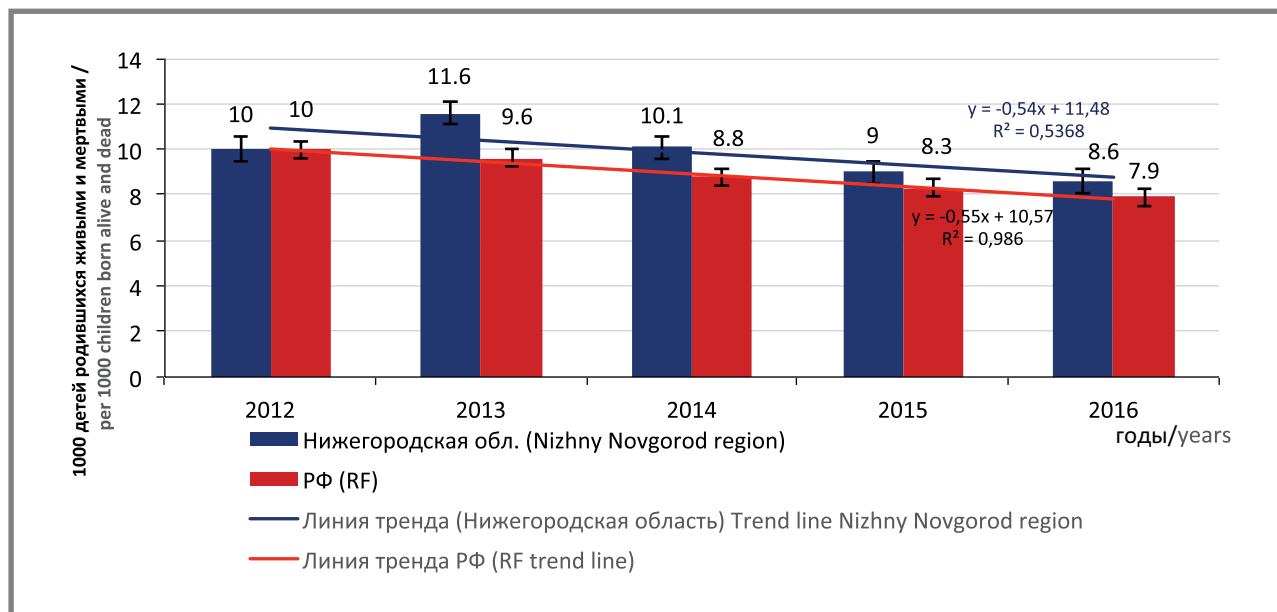 1000 детей родившихся живыми и мертвыми /
per 1000 children born alive and dead
14
12
10
8
6
4
2
0
10
10
11.6
9.6
10.1
8.8
9
8.3
8.6
7.9
y = -0,54x + 11,48
R² = 0,5368
y = -0,55x + 10,57
R² = 0,986
2012
2013
2014
2015
2016
годы/years
Нижегородская обл. (Nizhny Novgorod region)
РФ (RF)
Линия тренда (Нижегородская область) Trend line Nizhny Novgorod region
Линия тренда РФ (RF trend line)